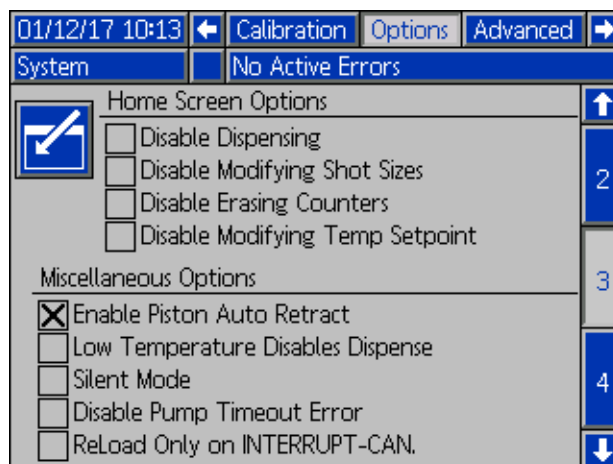 01/12/17 10:13 Calibration Options Advanced
System No Active Errors
Home Screen Options
Disable Dispensing
Disable Modifying Shot Sizes
Disable Erasing Counters
Disable Modifying Temp Setpoint
Miscellaneous Options
Enable Piston Auto Retract
Low Temperature Disables Dispense
Silent Mode
Disable Pump Timeout Error
ReLoad Only on INTERRUPT-CAN.
2
3
4